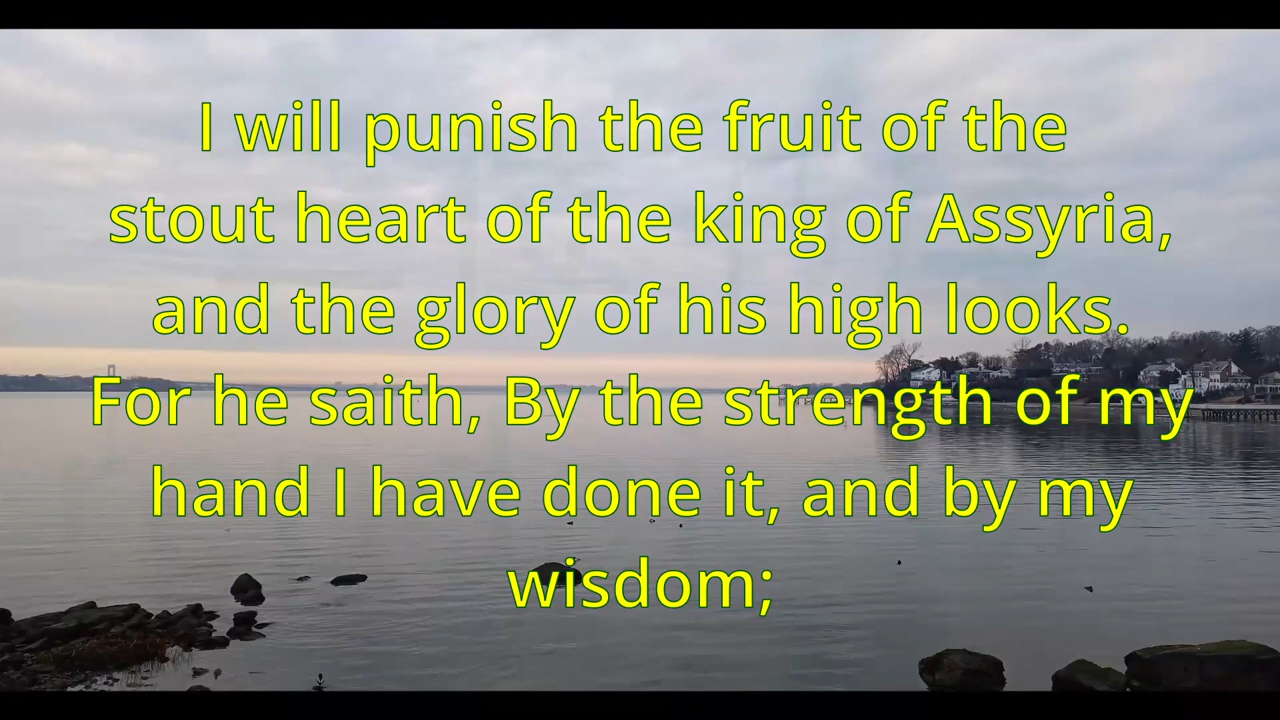 I will punish the fruit of the
stout heart of the king of Assyria,
and the glory of his high looks.
For he saith, By the strength of my
hand I have done it, and by my
wisdom;